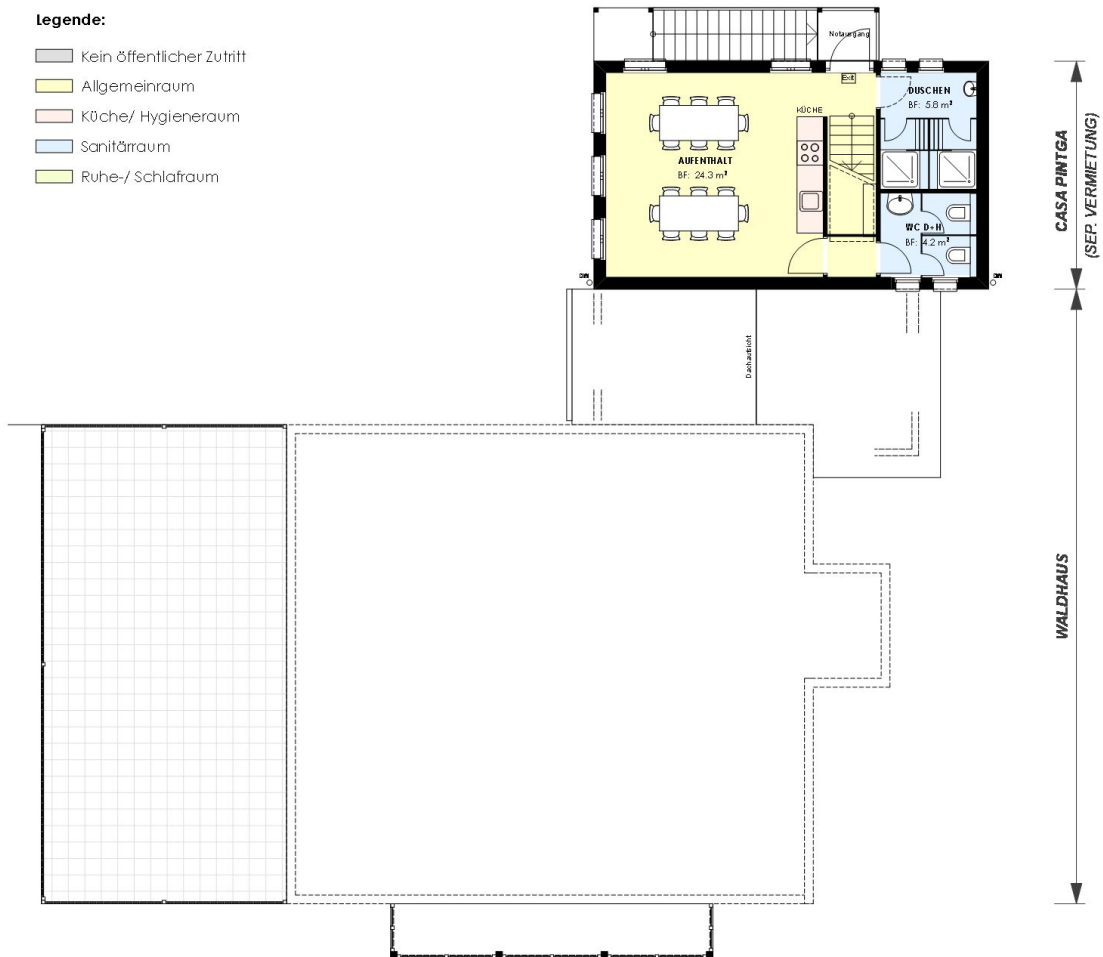 Legende:
Kein öffentlicher Zutritt
Allgemeinraum
Küche/ Hygieneraum
Sanitärraum
Ruhe-/ Schlafraum
Notausgang
Exit
DUSCHEN
BF: 5.8 m²
KÜCHE
AUFENTHALT
BF: 24.3 m²
WC D+H
BF: 4.2 m²
CASA PINTGA
(SEP. VERMIETUNG)
Dachaufsicht
WALDHAUS